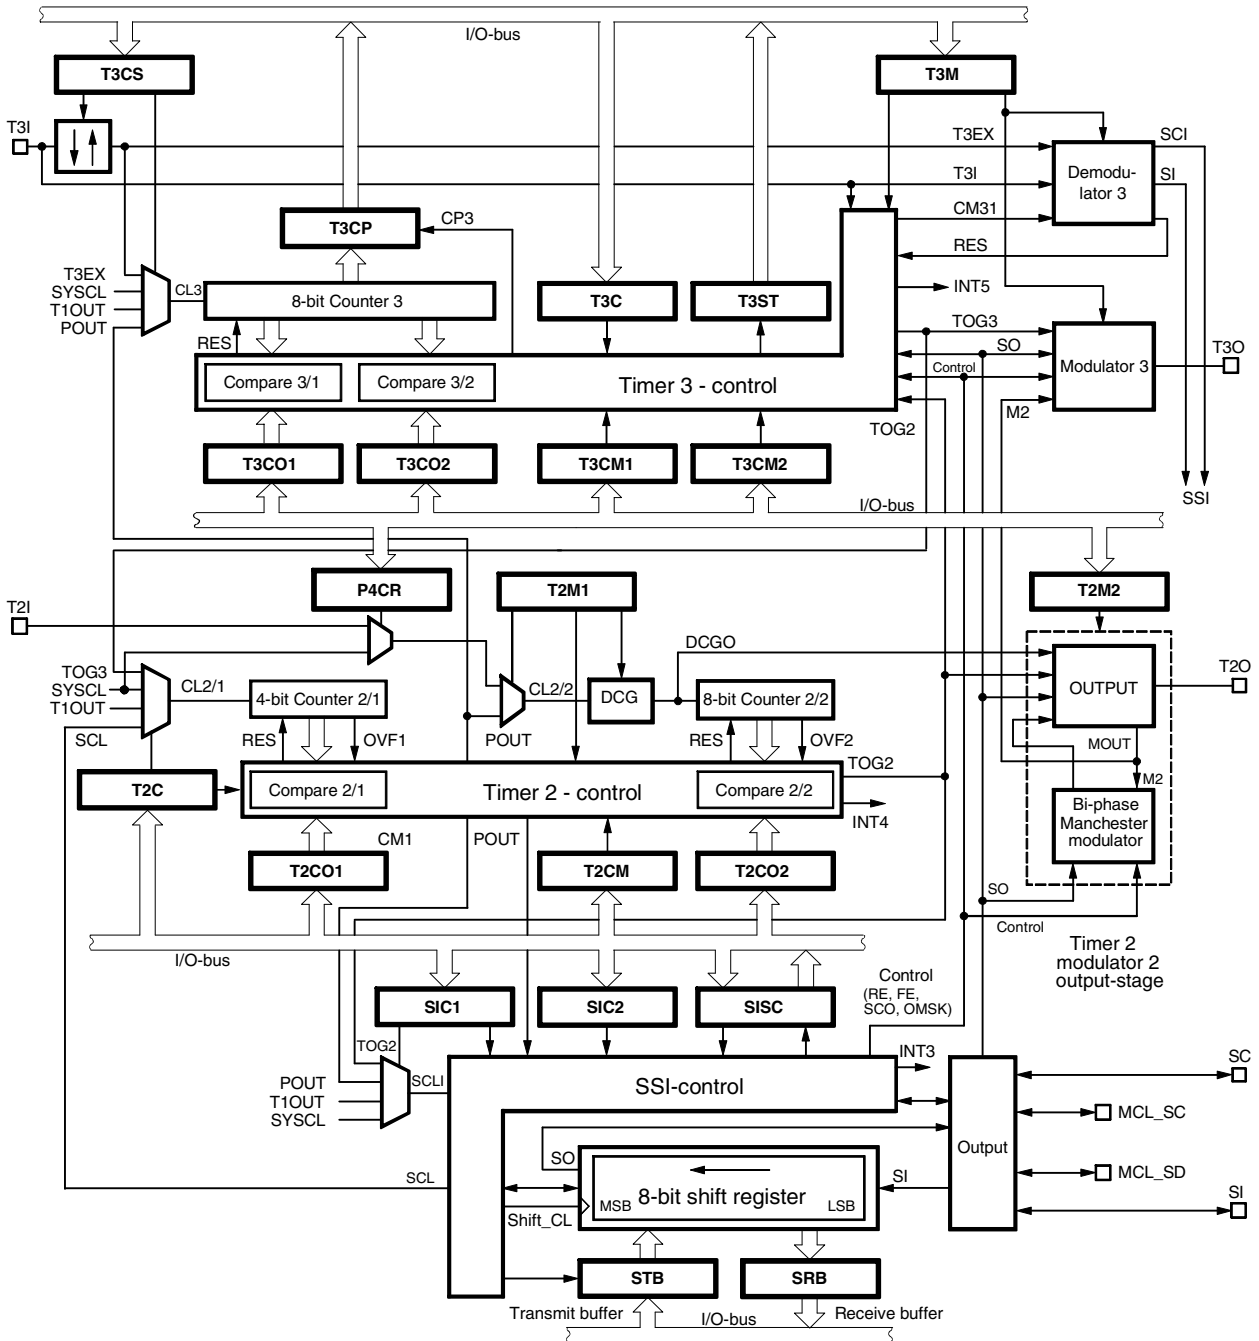 I/O-bus
T3CS
T3M
T3I
T3EX
SCI
Demodu-
lator 3
SI
T3I
T3CP
CP3
CM31
RES
T3EX
SYSCL
T1OUT
POUT
CL3
8-bit Counter 3
T3C
T3ST
INT5
RES
TOG3
SO
Control
Modulator 3
T3O
Compare 3/1
Compare 3/2
Timer 3 - control
M2
TOG2
T3CO1
T3CO2
T3CM1
T3CM2
SSI
I/O-bus
P4CR
T2M1
T2M2
T2I
DCGO
TOG3
SYSCL
T1OUT
SCL
CL2/1
4-bit Counter 2/1
CL2/2
DCG
8-bit Counter 2/2
OUTPUT
T2O
RES
OVF1
POUT
RES
OVF2
MOUT
T2C
Compare 2/1
Timer 2 - control
Compare 2/2
TOG2
M2
INT4
Bi-phase
Manchester
modulator
CM1
POUT
T2CO1
T2CM
T2CO2
SO
Control
I/O-bus
Timer 2
modulator 2
output-stage
Control
(RE, FE,
SCO, OMSK)
SIC1
SIC2
SISC
TOG2
INT3
POUT
T1OUT
SYSCL
SCLI
SSI-control
SC
MCL_SC
Output
SO
SCL
8-bit shift register
MSB
LSB
SI
MCL_SD
Shift_CL
SI
STB
SRB
Transmit buffer
I/O-bus
Receive buffer